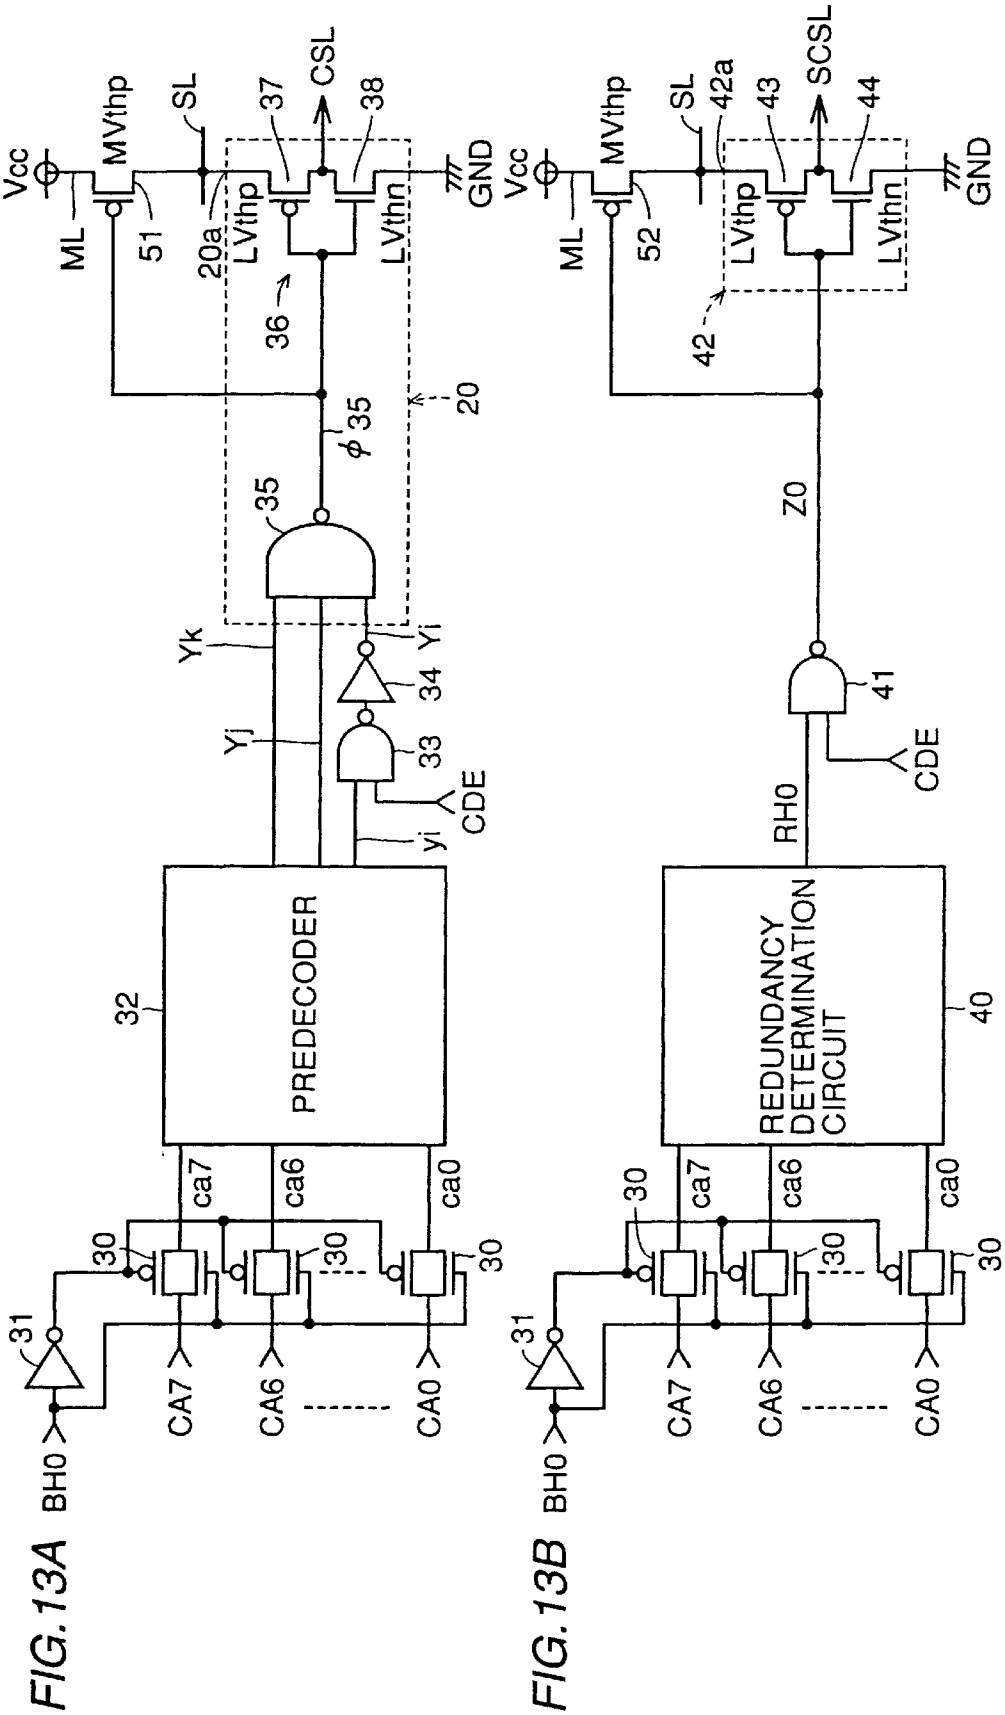 FIG.13A
BH0
31
CA7
CA6
CA0
30
30
30
ca7
ca6
ca0
32
PREDECODER
Yk
Yj
yi
CDE
33
34
Yi
35
φ35
20
36
Vcc
ML
MVthp
51
SL
20a
LVthp
37
CSL
38
LVthn
GND
FIG.13B
BH0
31
CA7
CA6
CA0
30
30
30
ca7
ca6
ca0
REDUNDANCY
DETERMINATION
CIRCUIT
40
RH0
CDE
41
Z0
42
Vcc
ML
MVthp
52
SL
42a
LVthp
43
SCSL
44
LVthn
GND